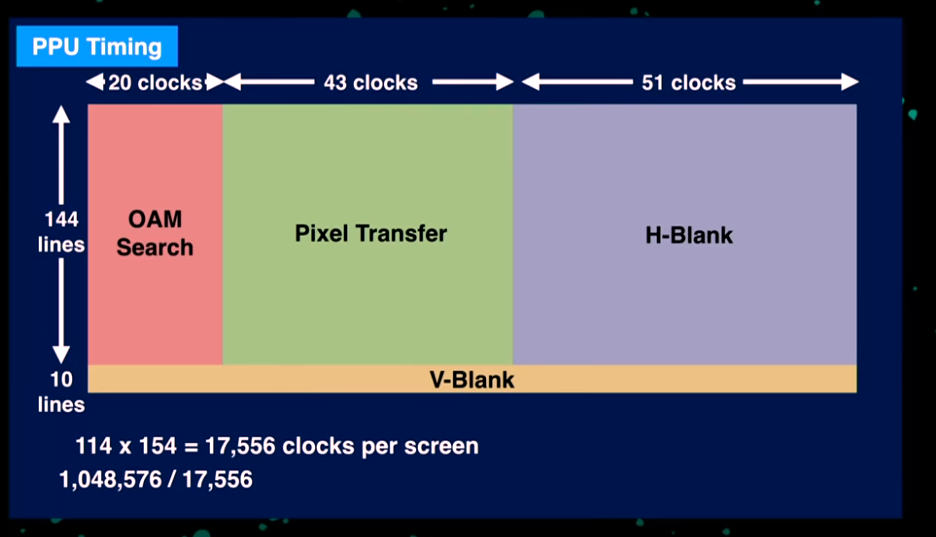 PPU Timing
20 clocks
43 clocks
51 clocks
144
lines
OAM
Search
Pixel Transfer
H-Blank
10
lines
V-Blank
114 x 154 = 17,556 clocks per screen
1,048,576 / 17,556